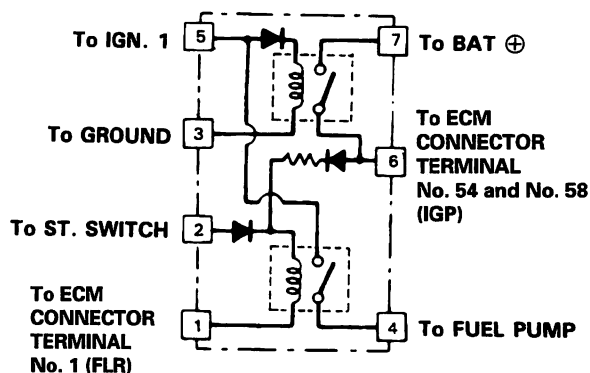 To IGN. 1
5
7
To BAT ⊕
To GROUND
3
6
To ECM
CONNECTOR
TERMINAL
No. 54 and No. 58
(IGP)
To ST. SWITCH
2
To ECM
CONNECTOR
TERMINAL
No. 1 (FLR)
1
4
To FUEL PUMP